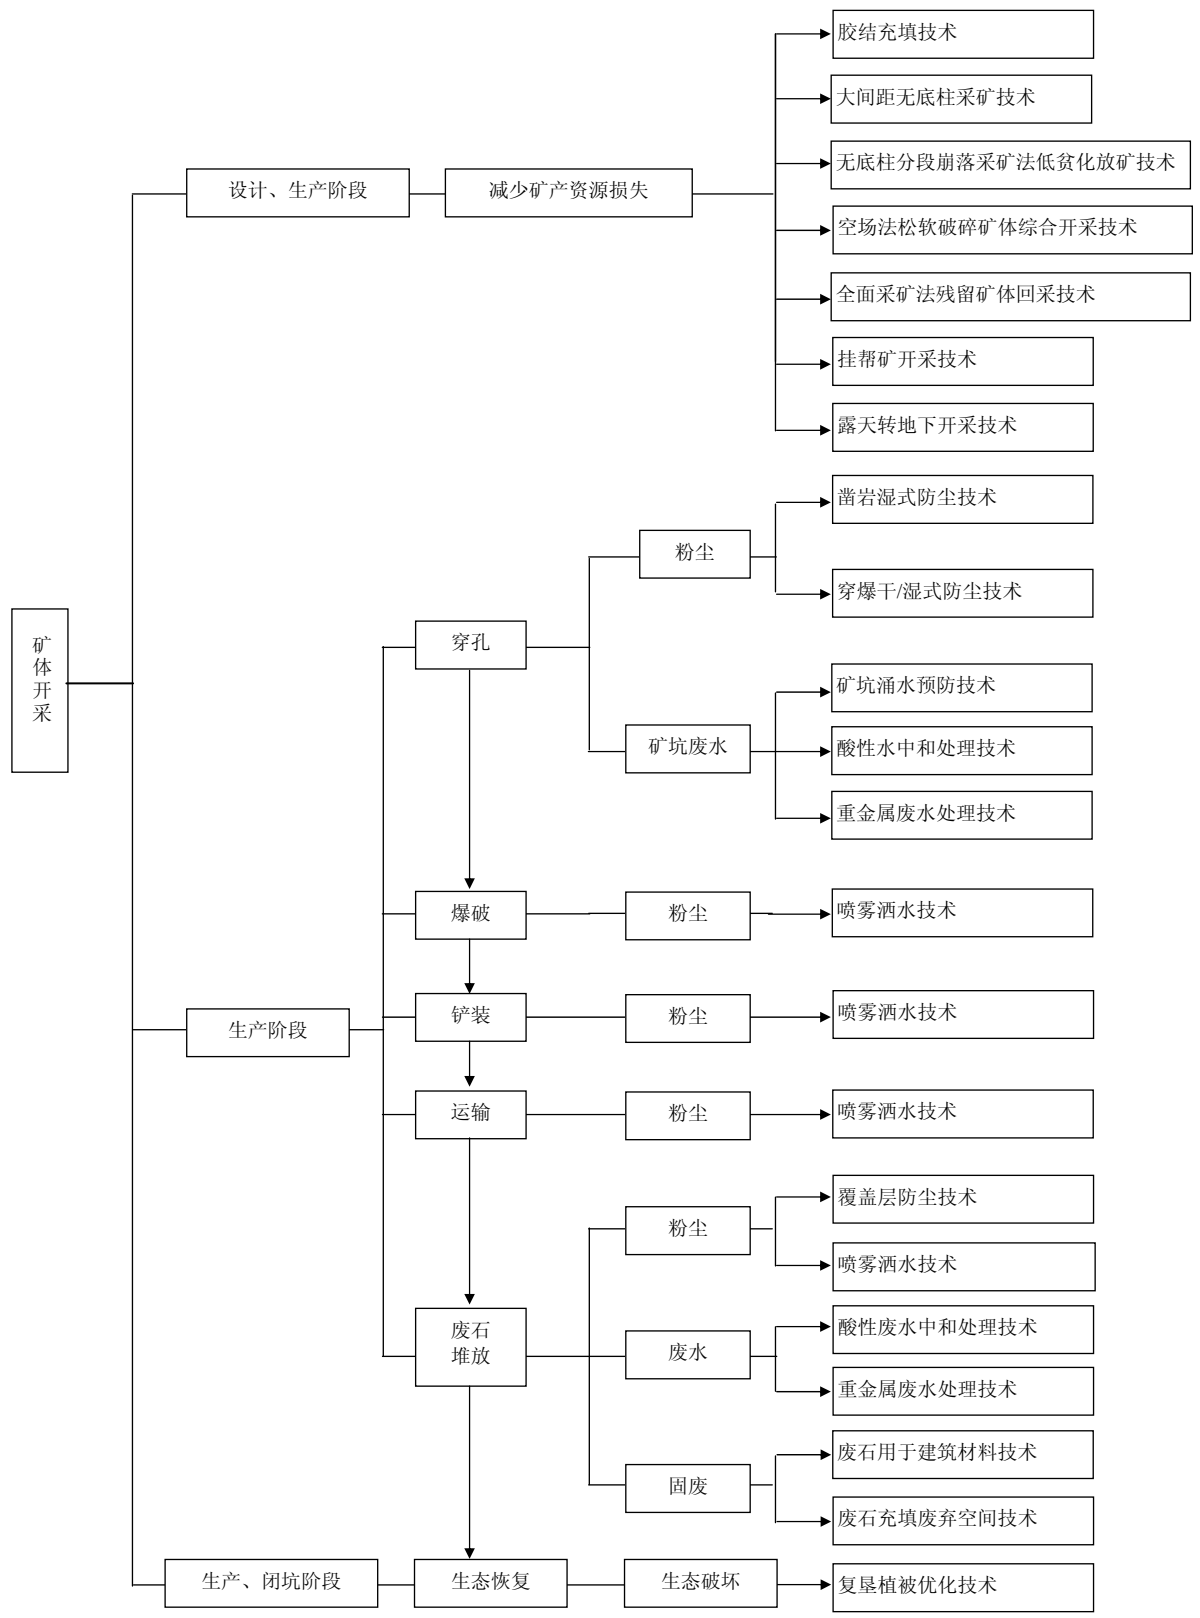 胶结充填技术
大间距无底柱采矿技术
无底柱分段崩落采矿法低贫化放矿技术
设计、生产阶段
减少矿产资源损失
空场法松软破碎矿体综合开采技术
全面采矿法残留矿体回采技术
挂帮矿开采技术
露天转地下开采技术
凿岩湿式防尘技术
粉尘
穿爆干/湿式防尘技术
矿
体
开
采
穿孔
矿坑涌水预防技术
矿坑废水
酸性水中和处理技术
重金属废水处理技术
爆破
粉尘
喷雾洒水技术
生产阶段
铲装
粉尘
喷雾洒水技术
运输
粉尘
喷雾洒水技术
覆盖层防尘技术
粉尘
喷雾洒水技术
废石
堆放
酸性废水中和处理技术
废水
重金属废水处理技术
废石用于建筑材料技术
固废
废石充填废弃空间技术
生产、闭坑阶段
生态恢复
生态破坏
复垦植被优化技术